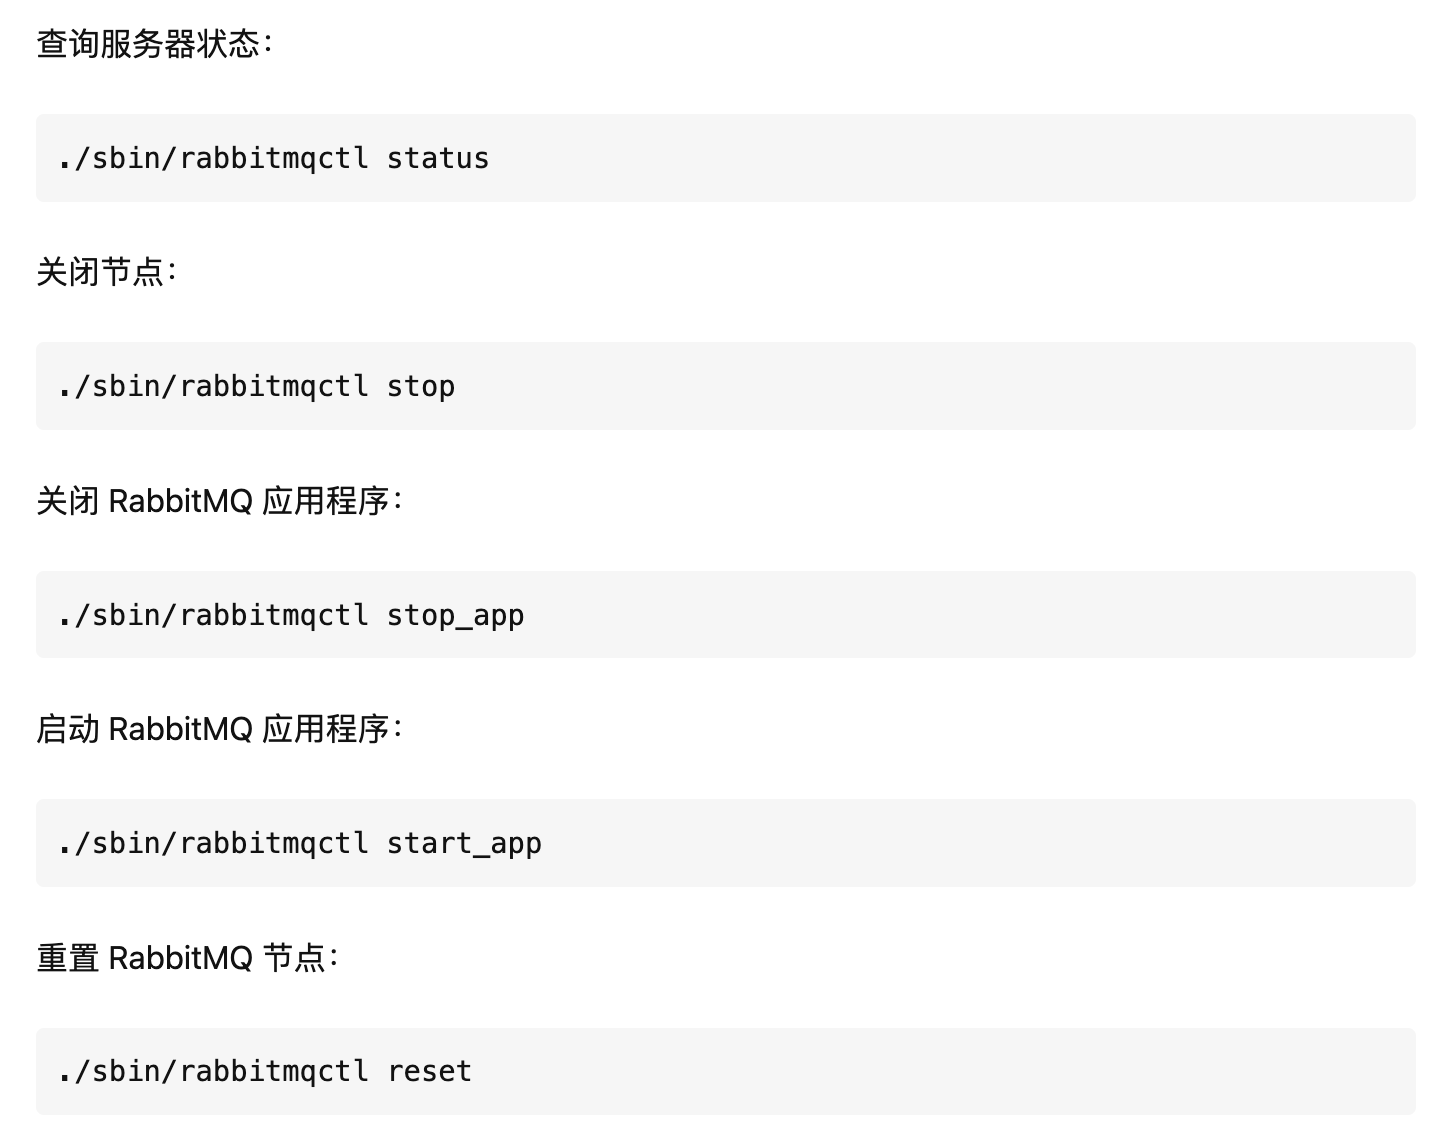 查询服务器状态：
./sbin/rabbitmqctl status
关闭节点：
./sbin/rabbitmqctl stop
关闭 RabbitMQ 应用程序：
./sbin/rabbitmqctl stop_app
启动 RabbitMQ 应用程序：
./sbin/rabbitmqctl start_app
重置 RabbitMQ 节点：
./sbin/rabbitmqctl reset